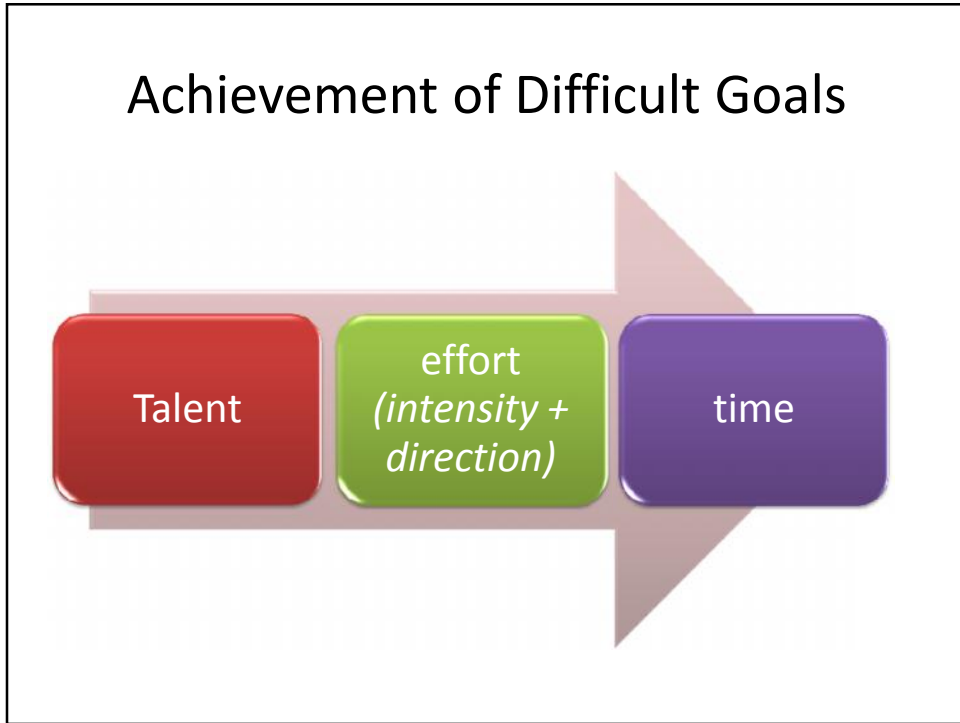 Achievement of Difficult Goals
Talent
effort
(intensity +
direction)
time